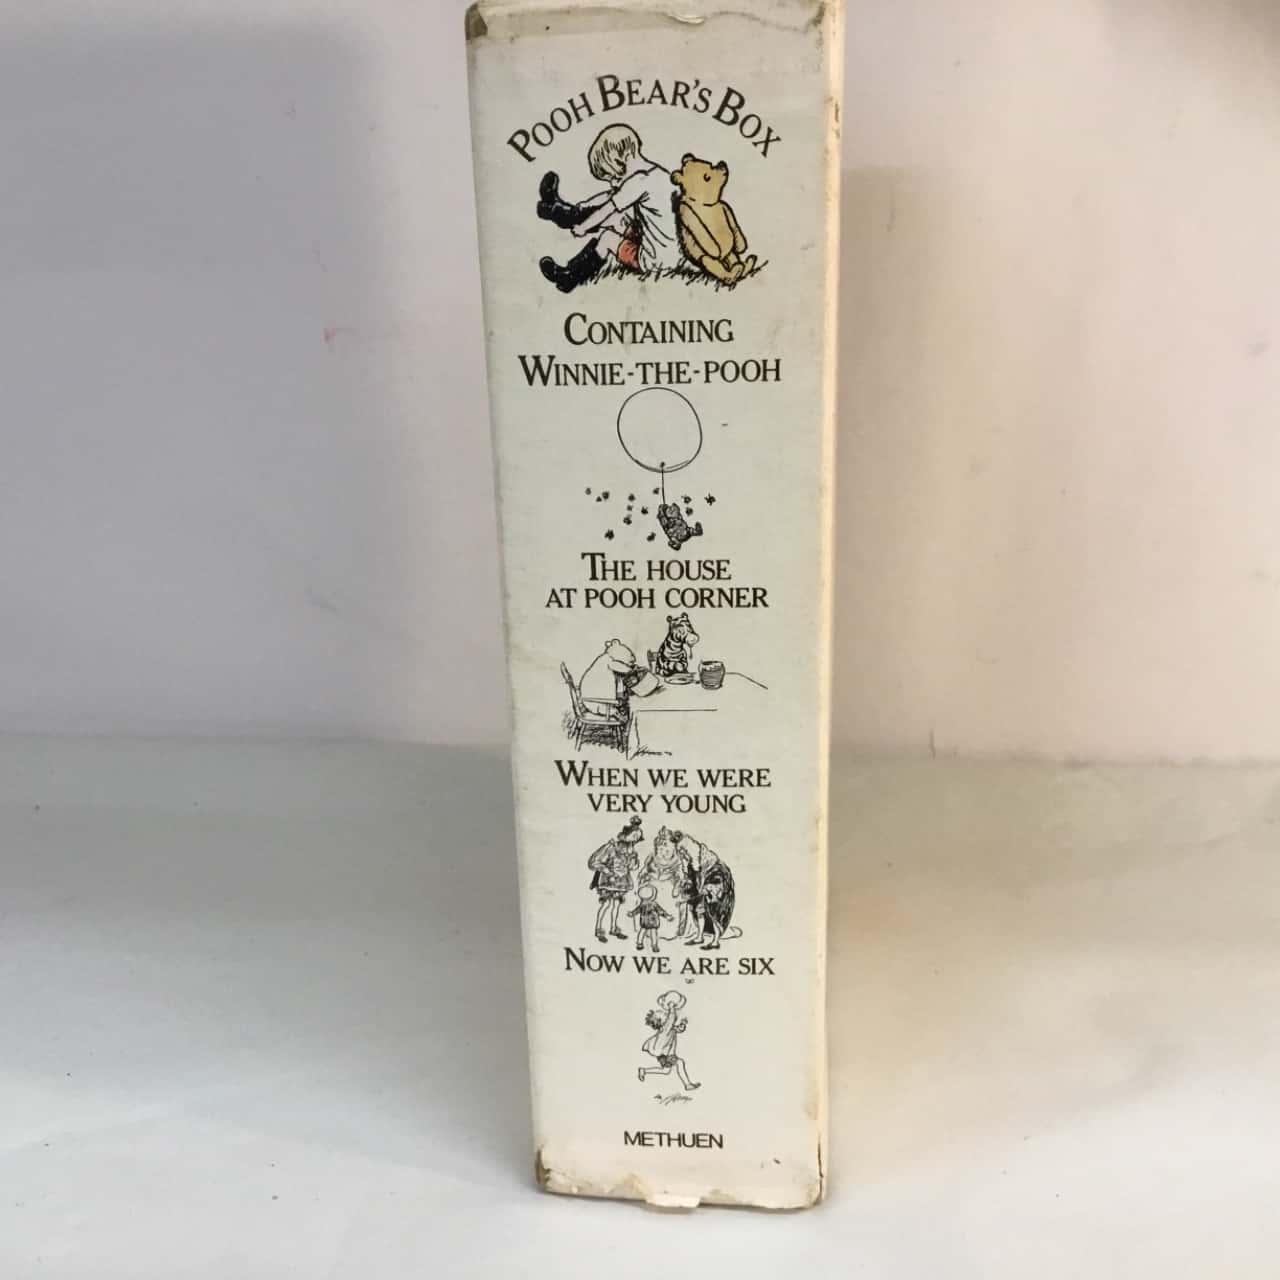 POOH BEAR'S BOX
CONTAINING
WINNIE-THE-POOH
THE HOUSE
AT POOH CORNER
WHEN WE WERE
VERY YOUNG
NOW WE ARE SIX
METHUEN